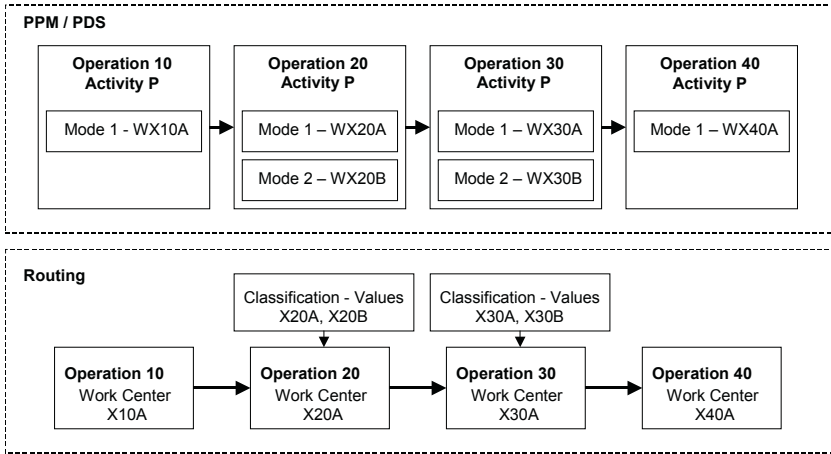 PPM / PDS
Operation 10
Activity P
Mode 1 - WX10A
Operation 20
Activity P
Mode 1 – WX20A
Mode 2 – WX20B
Operation 30
Activity P
Mode 1 – WX30A
Mode 2 – WX30B
Operation 40
Activity P
Mode 1 – WX40A
Routing
Classification - Values
X20A, X20B
Classification - Values
X30A, X30B
Operation 10
Work Center
X10A
Operation 20
Work Center
X20A
Operation 30
Work Center
X30A
Operation 40
Work Center
X40A